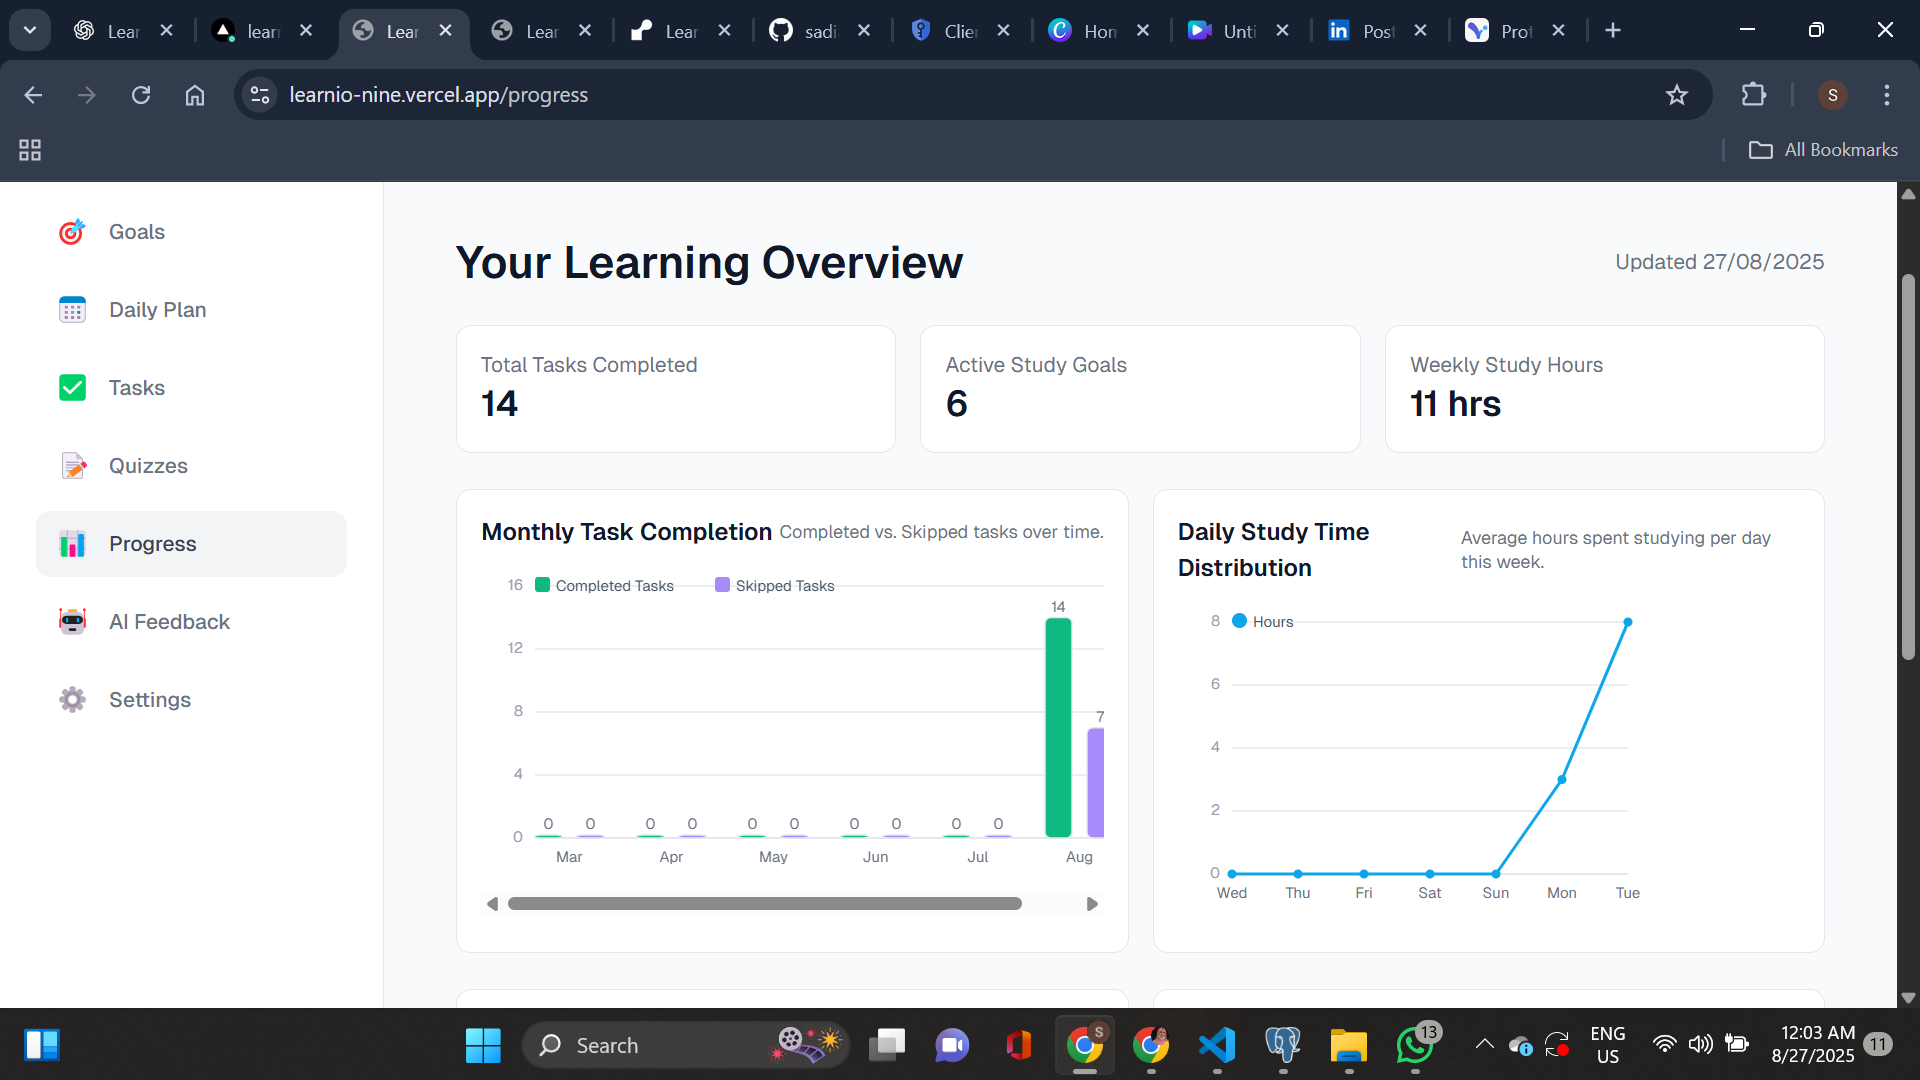 Lear
lear
Lear
Lear
Lear
sadi
Clie
Hom
Unti
Post
Prot
learnio-nine.vercel.app/progress
S
All Bookmarks
Goals
Daily Plan
Tasks
Quizzes
Progress
AI Feedback
Settings
Your Learning Overview
Updated 27/08/2025
Total Tasks Completed
14
Active Study Goals
6
Weekly Study Hours
11 hrs
Monthly Task Completion
Completed vs. Skipped tasks over time.
Completed Tasks
Skipped Tasks
16
12
8
4
0
0 0 0 0 0 0 0 0 0 0 14 7
Mar Apr May Jun Jul Aug
Daily Study Time
Distribution
Average hours spent studying per day
this week.
Hours
8
6
4
2
0
Wed Thu Fri Sat Sun Mon Tue
Search
S
13
ENG
US
12:03 AM
8/27/2025
11